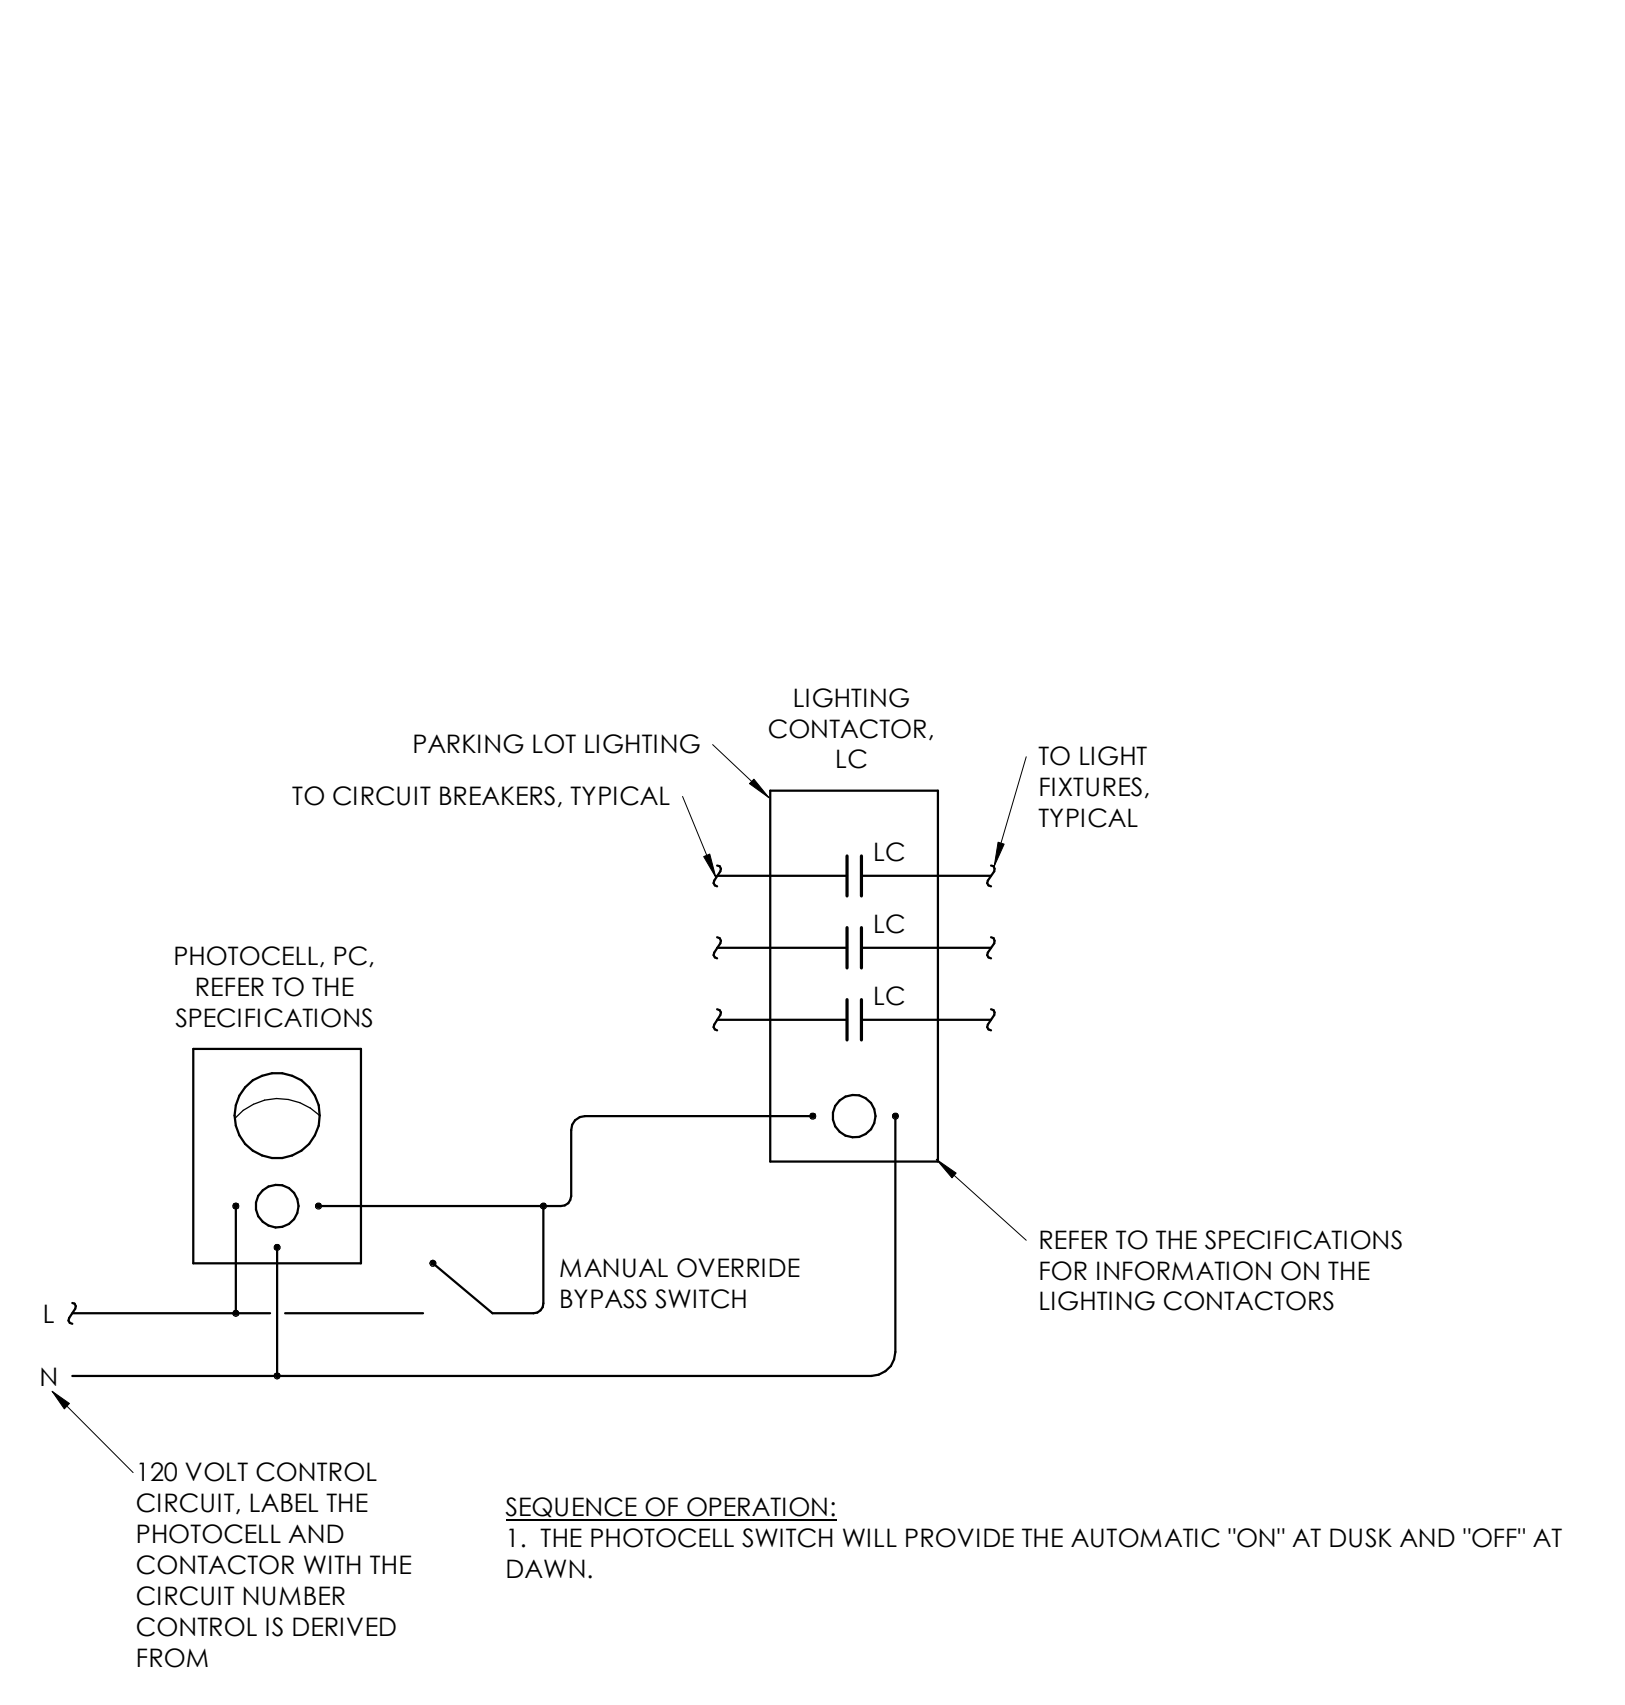 LIGHTING
CONTACTOR,
LC
PARKING LOT LIGHTING
TO CIRCUIT BREAKERS, TYPICAL
TO LIGHT
FIXTURES,
TYPICAL
LC
LC
LC
PHOTOCELL, PC,
REFER TO THE
SPECIFICATIONS
MANUAL OVERRIDE
BYPASS SWITCH
REFER TO THE SPECIFICATIONS
FOR INFORMATION ON THE
LIGHTING CONTACTORS
L
N
120 VOLT CONTROL
CIRCUIT, LABEL THE
PHOTOCELL AND
CONTACTOR WITH THE
CIRCUIT NUMBER
CONTROL IS DERIVED
FROM
SEQUENCE OF OPERATION:
1. THE PHOTOCELL SWITCH WILL PROVIDE THE AUTOMATIC "ON" AT DUSK AND "OFF" AT
DAWN.